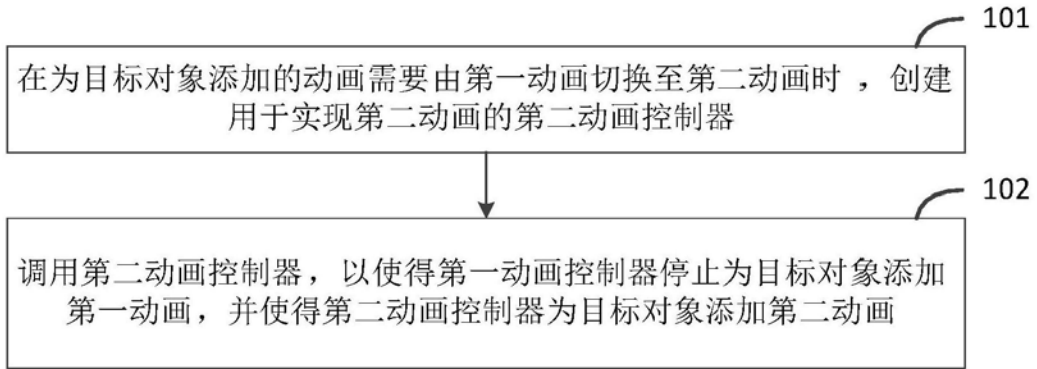 101
在为目标对象添加的动画需要由第一动画切换至第二动画时 ，创建
用于实现第二动画的第二动画控制器
102
调用第二动画控制器，以使得第一动画控制器停止为目标对象添加
第一动画，并使得第二动画控制器为目标对象添加第二动画